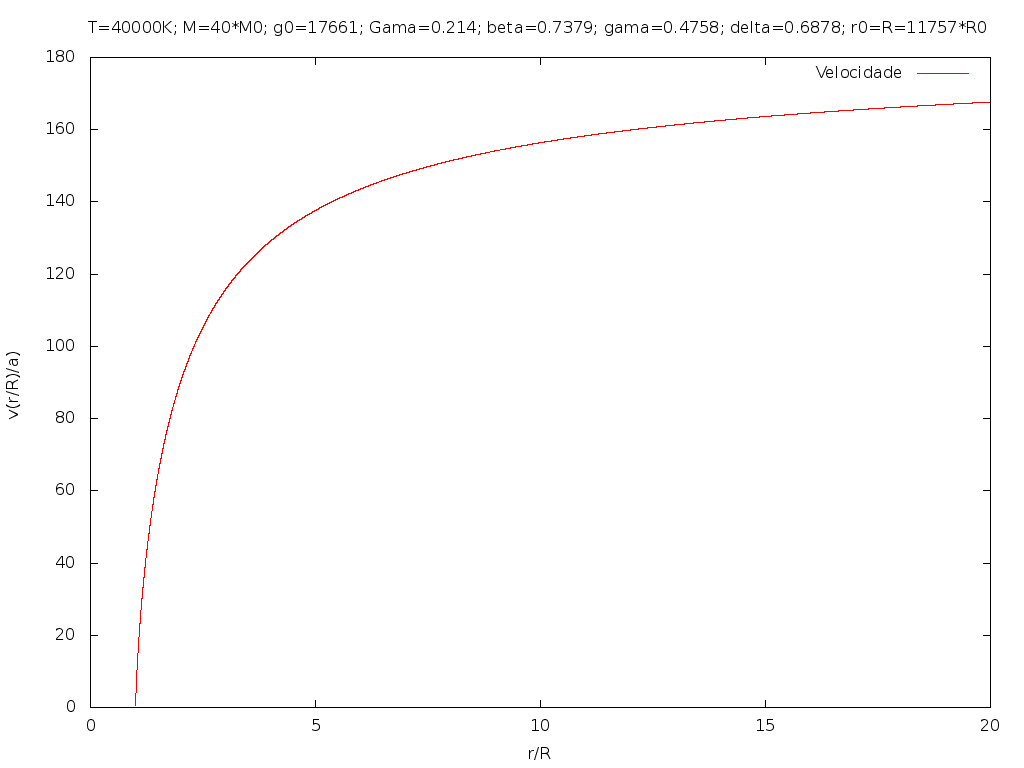 T=40000K; M=40*M0; g0=17661; Gama=0.214; beta=0.7379; gama=0.4758; delta=0.6878; r0=R=11757*R0
180
Velocidade
160
140
120
100
v(r/R)/a)
80
60
40
20
0
0 5 10 15 20
r/R